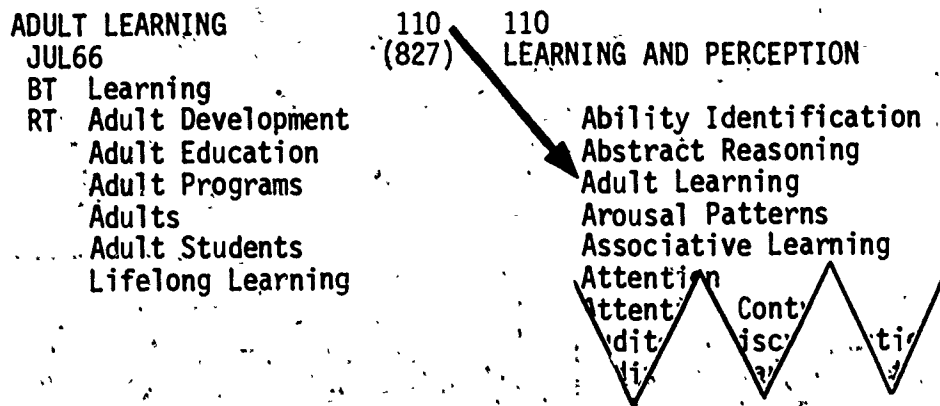 ADULT LEARNING 110
JUL66 (827)
BT Learning
RT Adult Development
Adult Education
Adult Programs
Adults
Adult Students
Lifelong Learning
110
LEARNING AND PERCEPTION
Ability Identification
Abstract Reasoning
Adult Learning
Arousal Patterns
Associative Learning
Attention